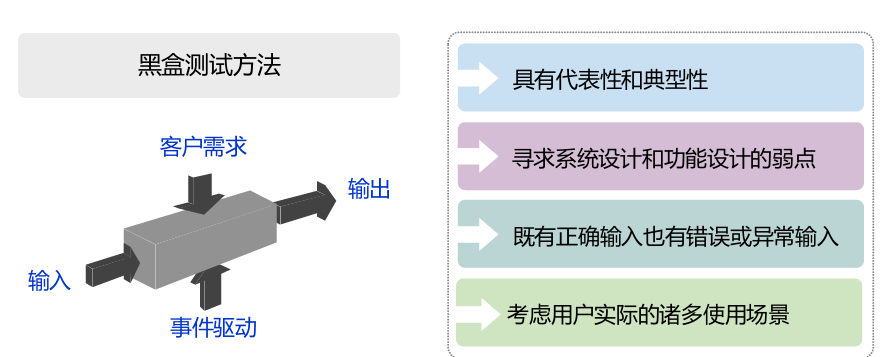 黑盒测试方法
客户需求
输出
输入
事件驱动
具有代表性和典型性
寻求系统设计和功能设计的弱点
既有正确输入也有错误或异常输入
考虑用户实际的诸多使用场景